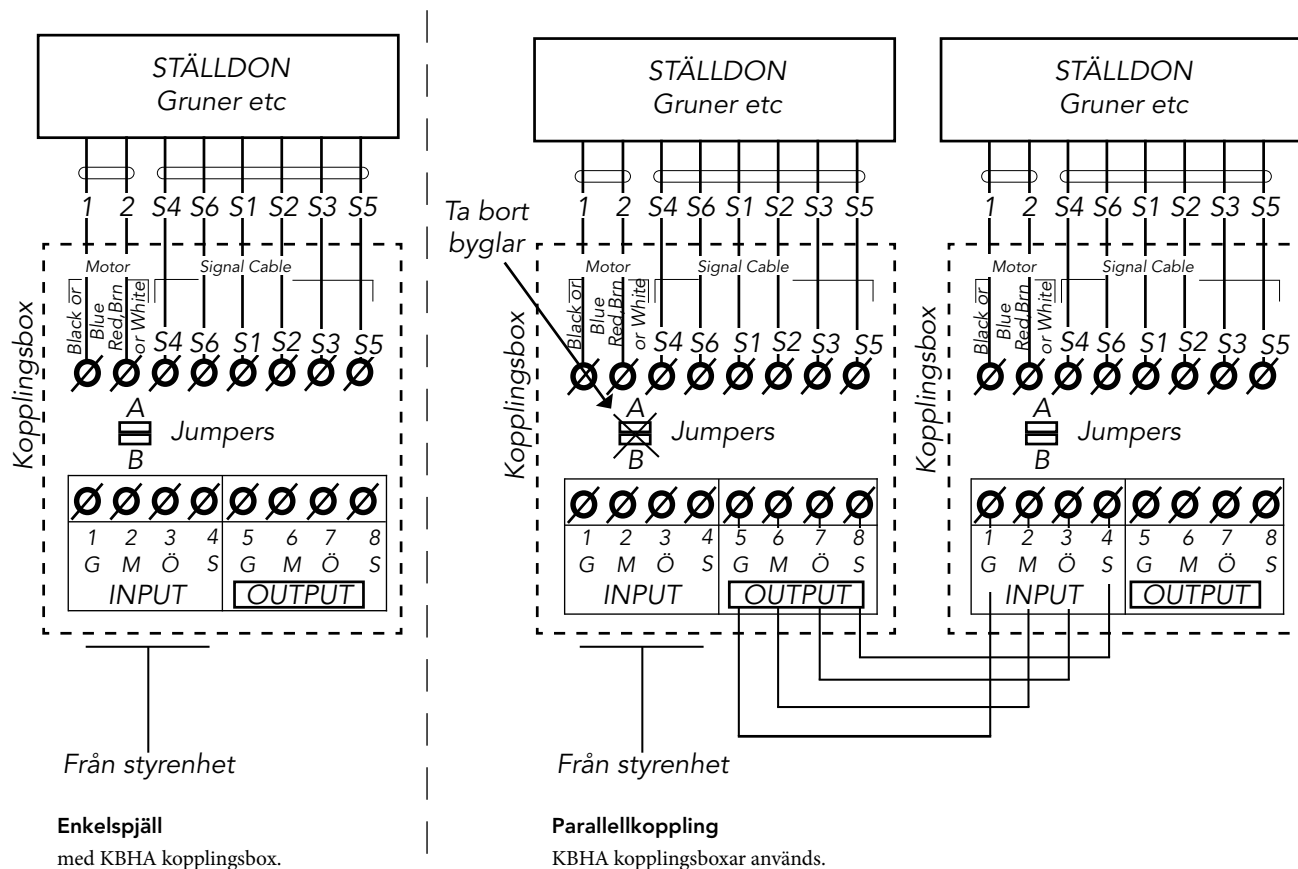 STÄLLDON
Gruner etc
1 2 S4 S6 S1 S2 S3 S5
Motor
Signal Cable
Black or
Blue
Red,Brn
or White
S4 S6 S1 S2 S3 S5
Kopplingsbox
A
Jumpers
B
1 2 3 4 5 6 7 8
G M Ö S G M Ö S
INPUT OUTPUT
Från styrenhet
Enkelspjäll
med KBHA kopplingsbox.
STÄLLDON
Gruner etc
Ta bort
byglar
1 2 S4 S6 S1 S2 S3 S5
Motor
Signal Cable
Black or
Blue
Red,Brn
or White
S4 S6 S1 S2 S3 S5
Kopplingsbox
A
Jumpers
B
1 2 3 4 5 6 7 8
G M Ö S G M Ö S
INPUT OUTPUT
Från styrenhet
Parallellkoppling
KBHA kopplingsboxar används.
STÄLLDON
Gruner etc
1 2 S4 S6 S1 S2 S3 S5
Motor
Signal Cable
Black or
Blue
Red,Brn
or White
S4 S6 S1 S2 S3 S5
Kopplingsbox
A
Jumpers
B
1 2 3 4 5 6 7 8
G M Ö S G M Ö S
INPUT OUTPUT